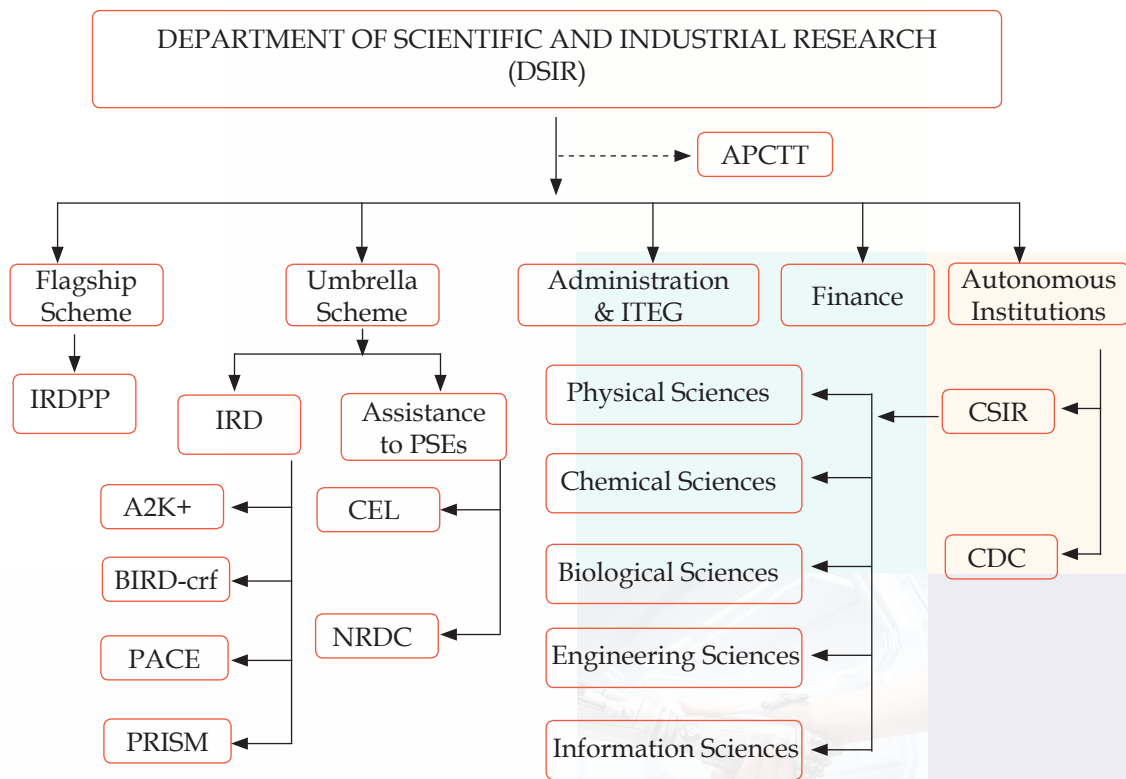 DEPARTMENT OF SCIENTIFIC AND INDUSTRIAL RESEARCH
(DSIR)
APCTT
Flagship
Scheme
Umbrella
Scheme
Administration
& ITEG
Finance
Autonomous
Institutions
IRDPP
IRD
Assistance
to PSEs
A2K+
BIRD-crf
PACE
PRISM
CEL
NRDC
Physical Sciences
Chemical Sciences
Biological Sciences
Engineering Sciences
Information Sciences
CSIR
CDC